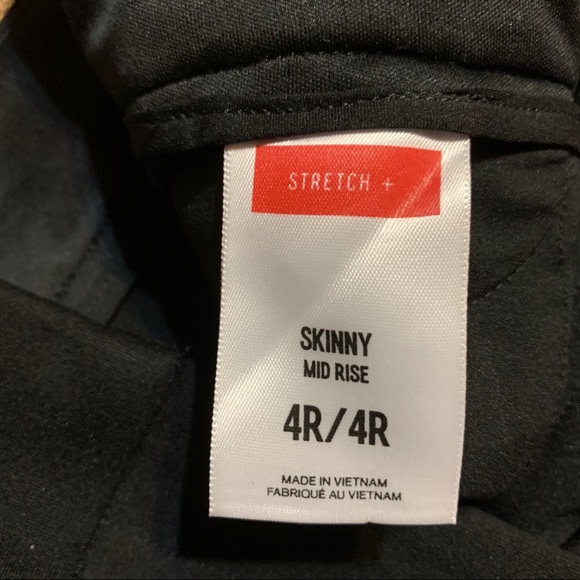 STRETCH +
SKINNY
MID RISE
4R/4R
MADE IN VIETNAM
FABRIQUÉ AU VIETNAM